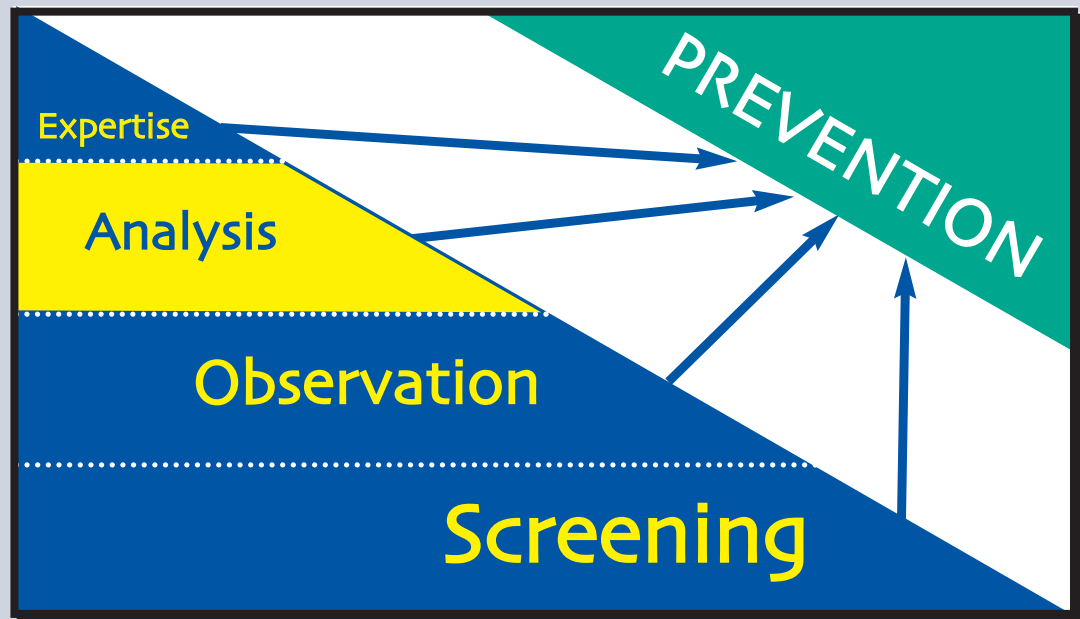 PREVENTION
Expertise
Analysis
Observation
Screening